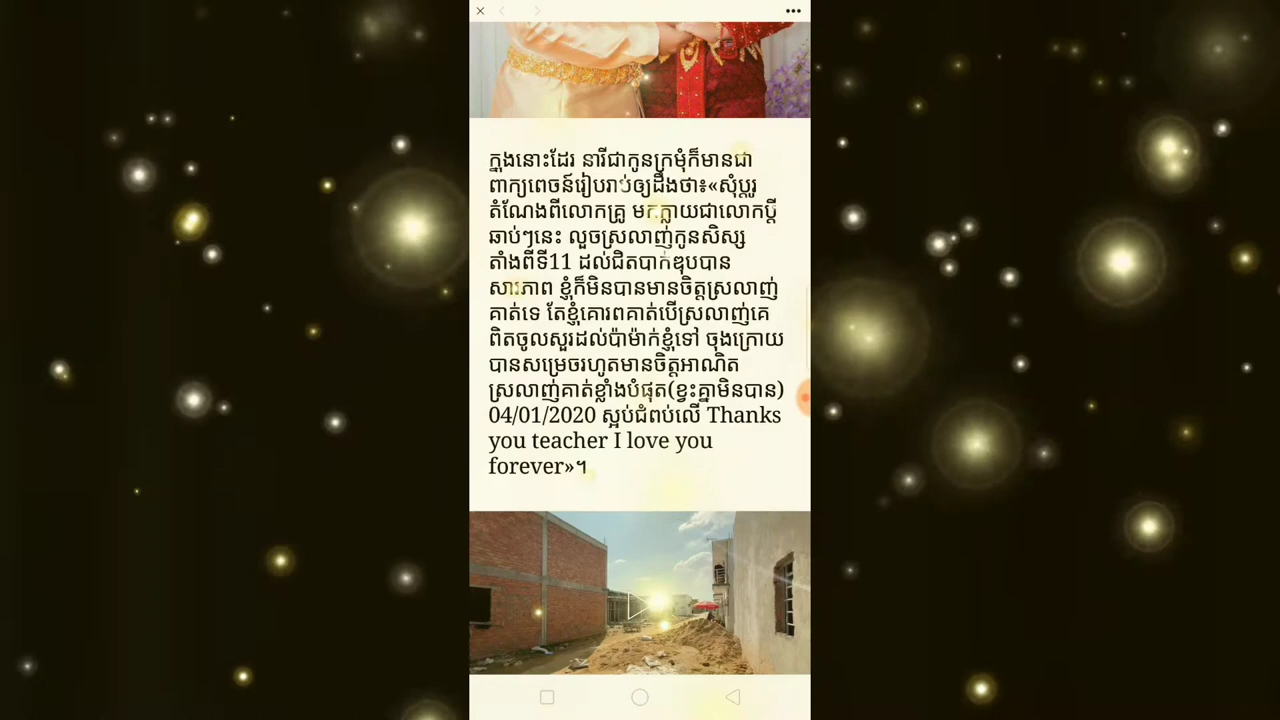 ក្នុងនោះដែរ នារីជាកូនក្រមុំក៏មានជា
ពាក្យពេចន៍រៀបរាប់ឲ្យដឹងថា៖«សុំប្ដូរ
តំណែងពីលោកគ្រូ មកក្លាយជាលោកប្ដី
ឆាប់ៗនេះ លួចស្រលាញ់កូនសិស្ស
តាំងពីទី11 ដល់ជិតបាក់ឌុបបាន
សារភាព ខ្ញុំក៏មិនបានមានចិត្តស្រលាញ់
គាត់ទេ តែខ្ញុំគោរពគាត់បើស្រលាញ់គេ
ពិតចូលសួរដល់ប៉ាម៉ាក់ខ្ញុំទៅ ចុងក្រោយ
បានសម្រេចរហូតមានចិត្តអាណិត
ស្រលាញ់គាត់ខ្លាំងបំផុត(ខ្វះគ្នាមិនបាន)
04/01/2020 ស្អប់ជំពប់លើ Thanks
you teacher I love you
forever»។